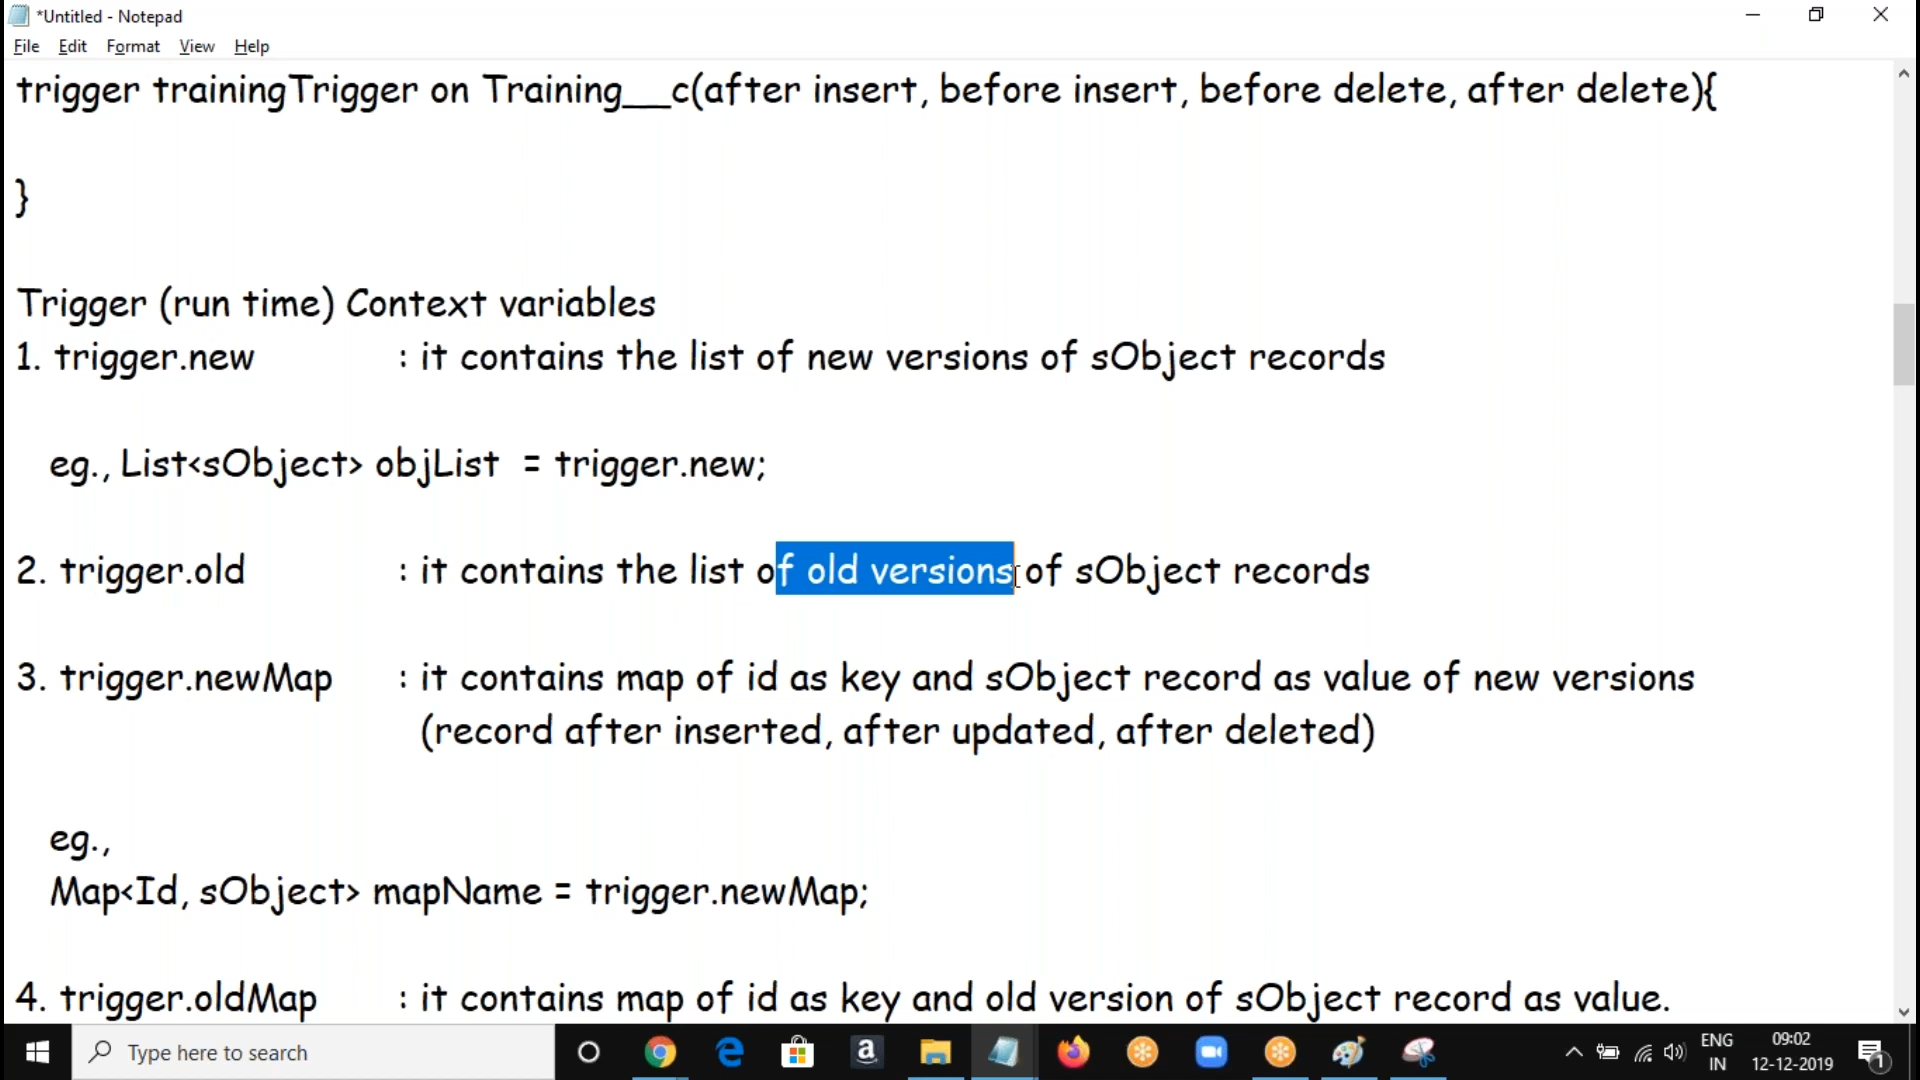 *Untitled - Notepad
File Edit Format View Help
trigger trainingTrigger on Training__c(after insert, before insert, before delete, after delete){
}
Trigger (run time) Context variables
1. trigger.new : it contains the list of new versions of sObject records
eg., List<sObject> objList = trigger.new;
2. trigger.old : it contains the list of old versions of sObject records
3. trigger.newMap : it contains map of id as key and sObject record as value of new versions
(record after inserted, after updated, after deleted)
eg.,
Map<Id, sObject> mapName = trigger.newMap;
4. trigger.oldMap : it contains map of id as key and old version of sObject record as value.
Type here to search
a
ENG
IN
09:02
12-12-2019
1